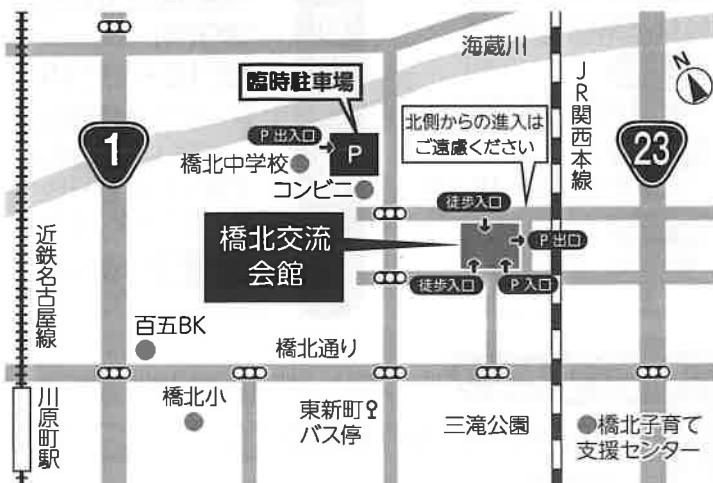 海蔵川
N
臨時駐車場
JR関西本線
1
P出入口
P
北側からの進入は
ご遠慮ください
23
橋北中学校
コンビニ
徒歩入口
橋北交流
会館
P出口
近鉄名古屋線
徒歩入口
P入口
百五BK
橋北通り
川原町駅
橋北小
東新町
バス停
三滝公園
橋北子育て
支援センター